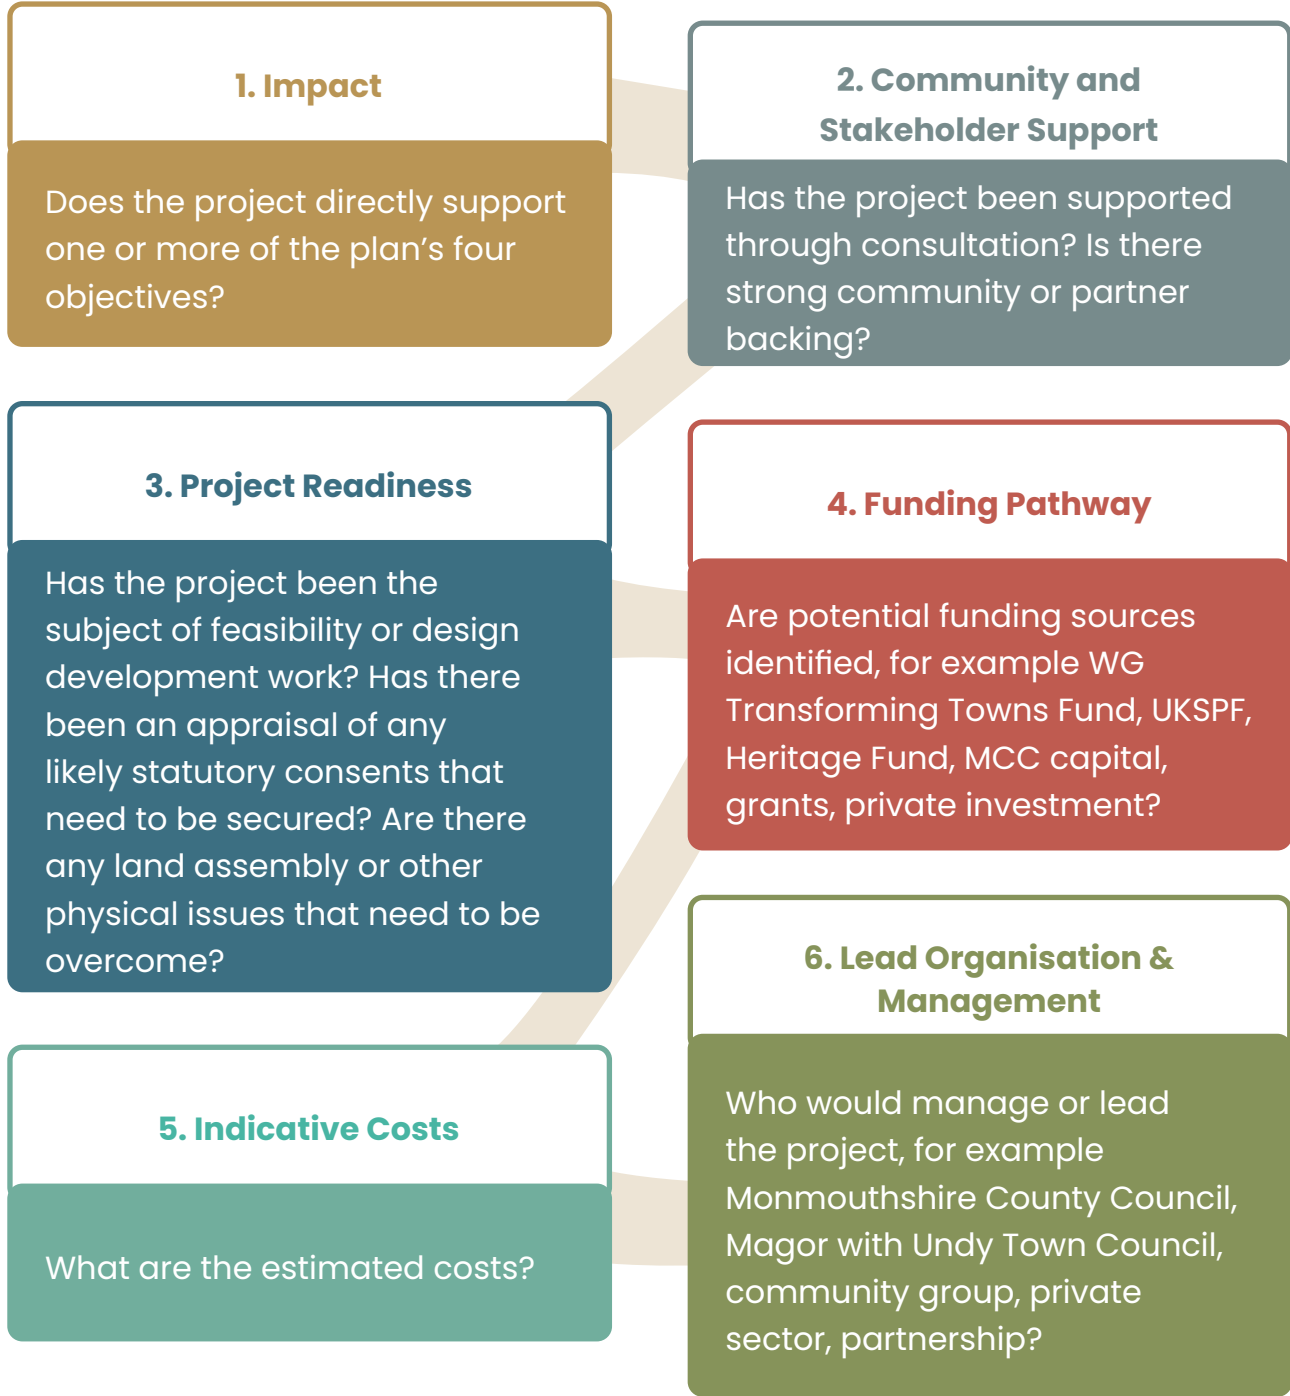 1. Impact
Does the project directly support
one or more of the plan’s four
objectives?
2. Community and
Stakeholder Support
Has the project been supported
through consultation? Is there
strong community or partner
backing?
3. Project Readiness
Has the project been the
subject of feasibility or design
development work? Has there
been an appraisal of any
likely statutory consents that
need to be secured? Are there
any land assembly or other
physical issues that need to be
overcome?
4. Funding Pathway
Are potential funding sources
identified, for example WG
Transforming Towns Fund, UKSPF,
Heritage Fund, MCC capital,
grants, private investment?
5. Indicative Costs
What are the estimated costs?
6. Lead Organisation &
Management
Who would manage or lead
the project, for example
Monmouthshire County Council,
Magor with Undy Town Council,
community group, private
sector, partnership?